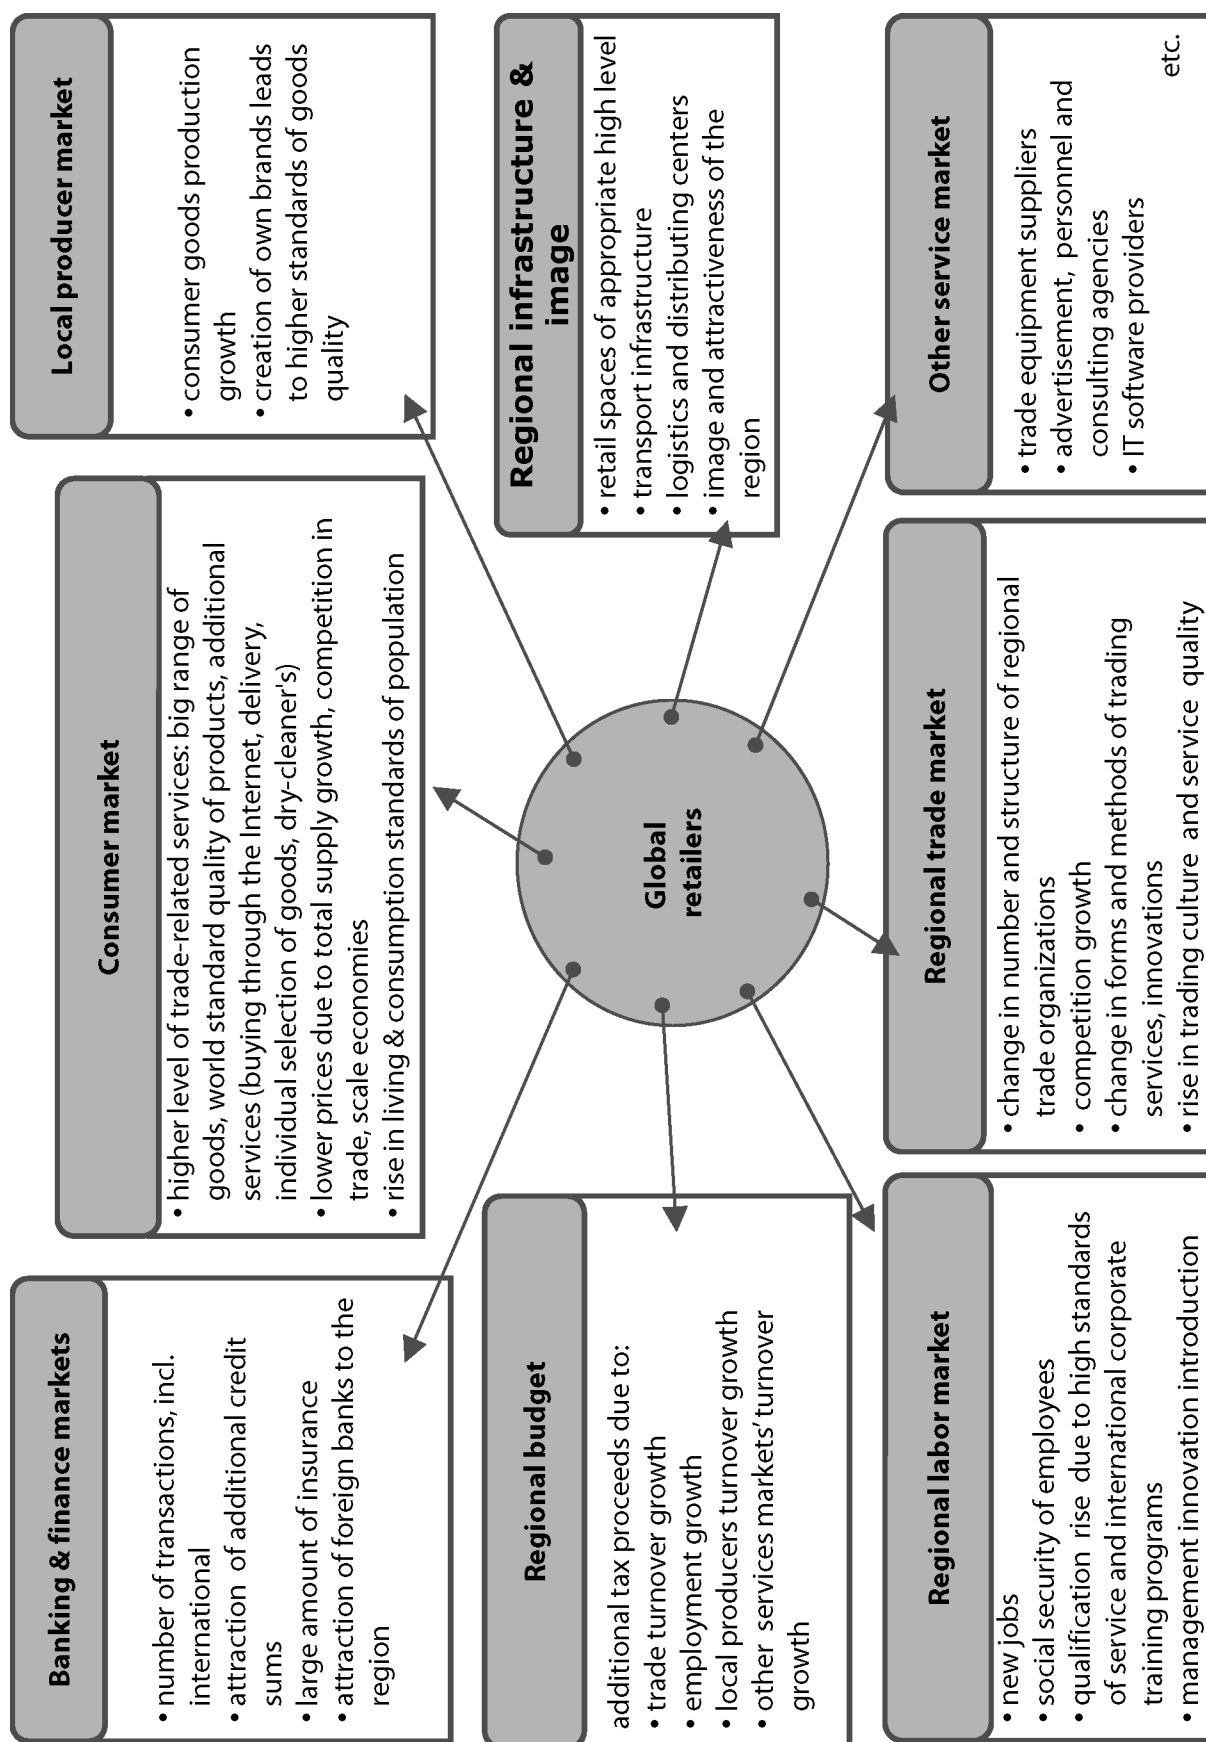 Banking & finance markets
• number of transactions, incl.
international
• attraction of additional credit
sums
• large amount of insurance
• attraction of foreign banks to the
region
Consumer market
• higher level of trade-related services: big range of
goods, world standard quality of products, additional
services (buying through the Internet, delivery,
individual selection of goods, dry-cleaner's)
• lower prices due to total supply growth, competition in
trade, scale economies
• rise in living & consumption standards of population
Local producer market
• consumer goods production
growth
• creation of own brands leads
to higher standards of goods
quality
Regional budget
additional tax proceeds due to:
• trade turnover growth
• employment growth
• local producers turnover growth
• other services markets' turnover
growth
Global
retailers
Regional infrastructure &
image
• retail spaces of appropriate high level
• transport infrastructure
• logistics and distributing centers
• image and attractiveness of the
region
Regional labor market
• new jobs
• social security of employees
• qualification rise due to high standards
of service and international corporate
training programs
• management innovation introduction
Regional trade market
• change in number and structure of regional
trade organizations
• competition growth
• change in forms and methods of trading
services, innovations
• rise in trading culture and service quality
Other service market
• trade equipment suppliers
• advertisement, personnel and
consulting agencies
• IT software providers
etc.